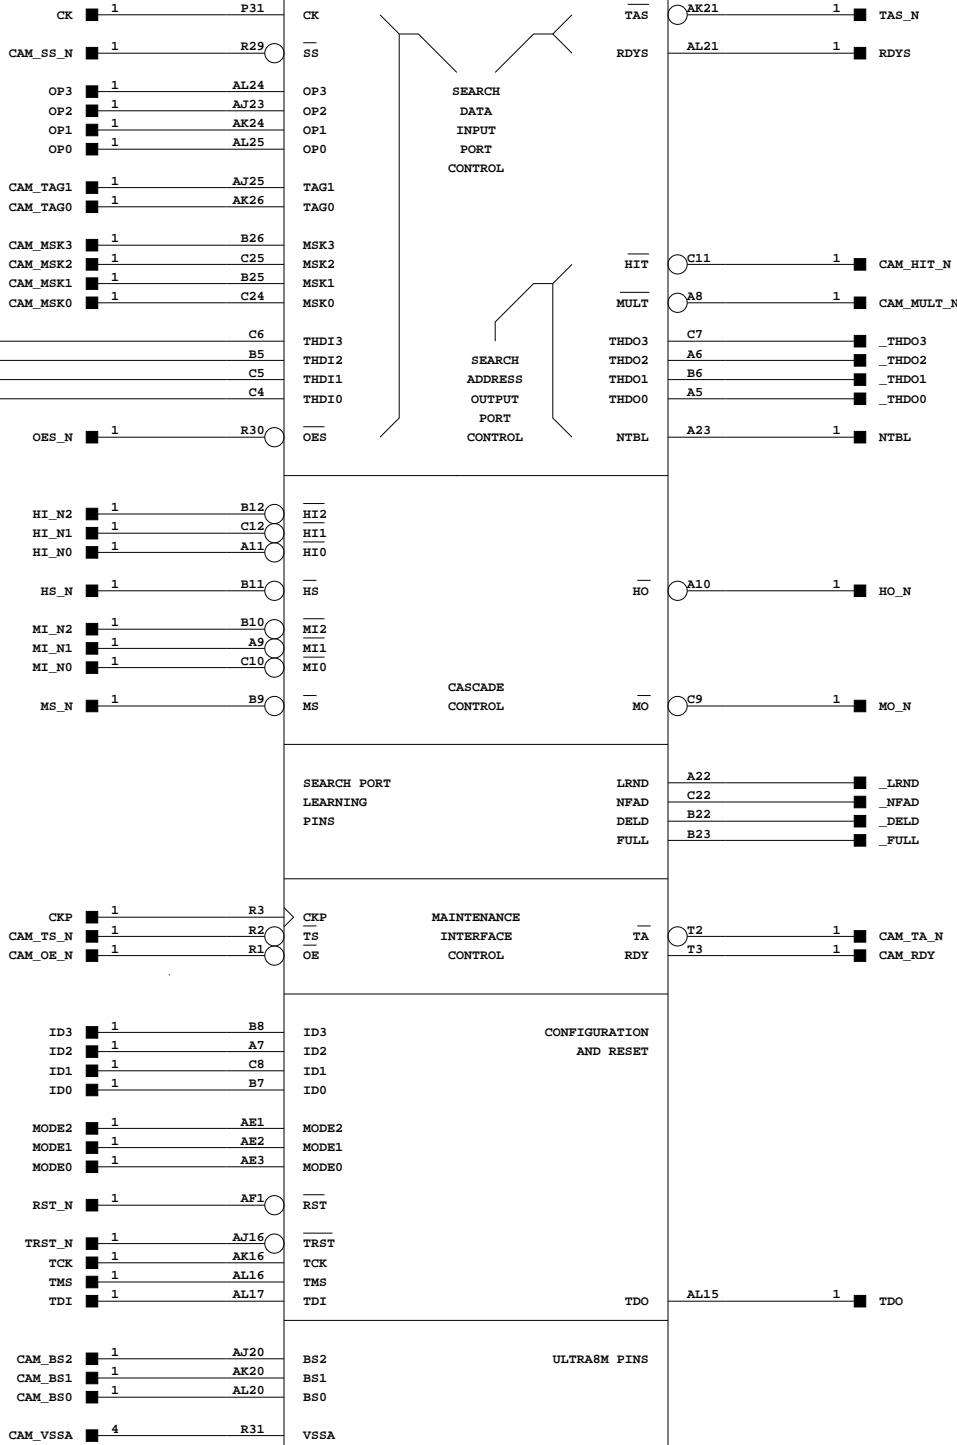 CK 1 P31 CK TAS AK21 1 TAS_N
CAM_SS_N 1 R29 SS RDYS AL21 1 RDYS
OP3 1 AL24 OP3 SEARCH
OP2 1 AJ23 OP2 DATA
OP1 1 AK24 OP1 INPUT
OP0 1 AL25 OP0 PORT
CONTROL
CAM_TAG1 1 AJ25 TAG1
CAM_TAG0 1 AK26 TAG0
CAM_MSK3 1 B26 MSK3
CAM_MSK2 1 C25 MSK2 HIT C11 1 CAM_HIT_N
CAM_MSK1 1 B25 MSK1
CAM_MSK0 1 C24 MSK0 MULT A8 1 CAM_MULT_N
C6 THDI3 THDO3 C7 _THDO3
B5 THDI2 SEARCH THDO2 A6 _THDO2
C5 THDI1 ADDRESS THDO1 B6 _THDO1
C4 THDI0 OUTPUT THDO0 A5 _THDO0
PORT
OES_N 1 R30 OES CONTROL NTBL A23 1 NTBL
HI_N2 1 B12 HI2
HI_N1 1 C12 HI1
HI_N0 1 A11 HI0
HS_N 1 B11 HS HO A10 1 HO_N
MI_N2 1 B10 MI2
MI_N1 1 A9 MI1
MI_N0 1 C10 MI0
CASCADE
MS_N 1 B9 MS CONTROL MO C9 1 MO_N
SEARCH PORT LRND A22 _LRND
LEARNING NFAD C22 _NFAD
PINS DELD B22 _DELD
FULL B23 _FULL
CKP 1 R3 CKP MAINTENANCE
CAM_TS_N 1 R2 TS INTERFACE TA T2 1 CAM_TA_N
CAM_OE_N 1 R1 OE CONTROL RDY T3 1 CAM_RDY
ID3 1 B8 ID3 CONFIGURATION
ID2 1 A7 ID2 AND RESET
ID1 1 C8 ID1
ID0 1 B7 ID0
MODE2 1 AE1 MODE2
MODE1 1 AE2 MODE1
MODE0 1 AE3 MODE0
RST_N 1 AF1 RST
TRST_N 1 AJ16 TRST
TCK 1 AK16 TCK
TMS 1 AL16 TMS
TDI 1 AL17 TDI TDO AL15 1 TDO
CAM_BS2 1 AJ20 BS2 ULTRA8M PINS
CAM_BS1 1 AK20 BS1
CAM_BS0 1 AL20 BS0
CAM_VSSA 4 R31 VSSA